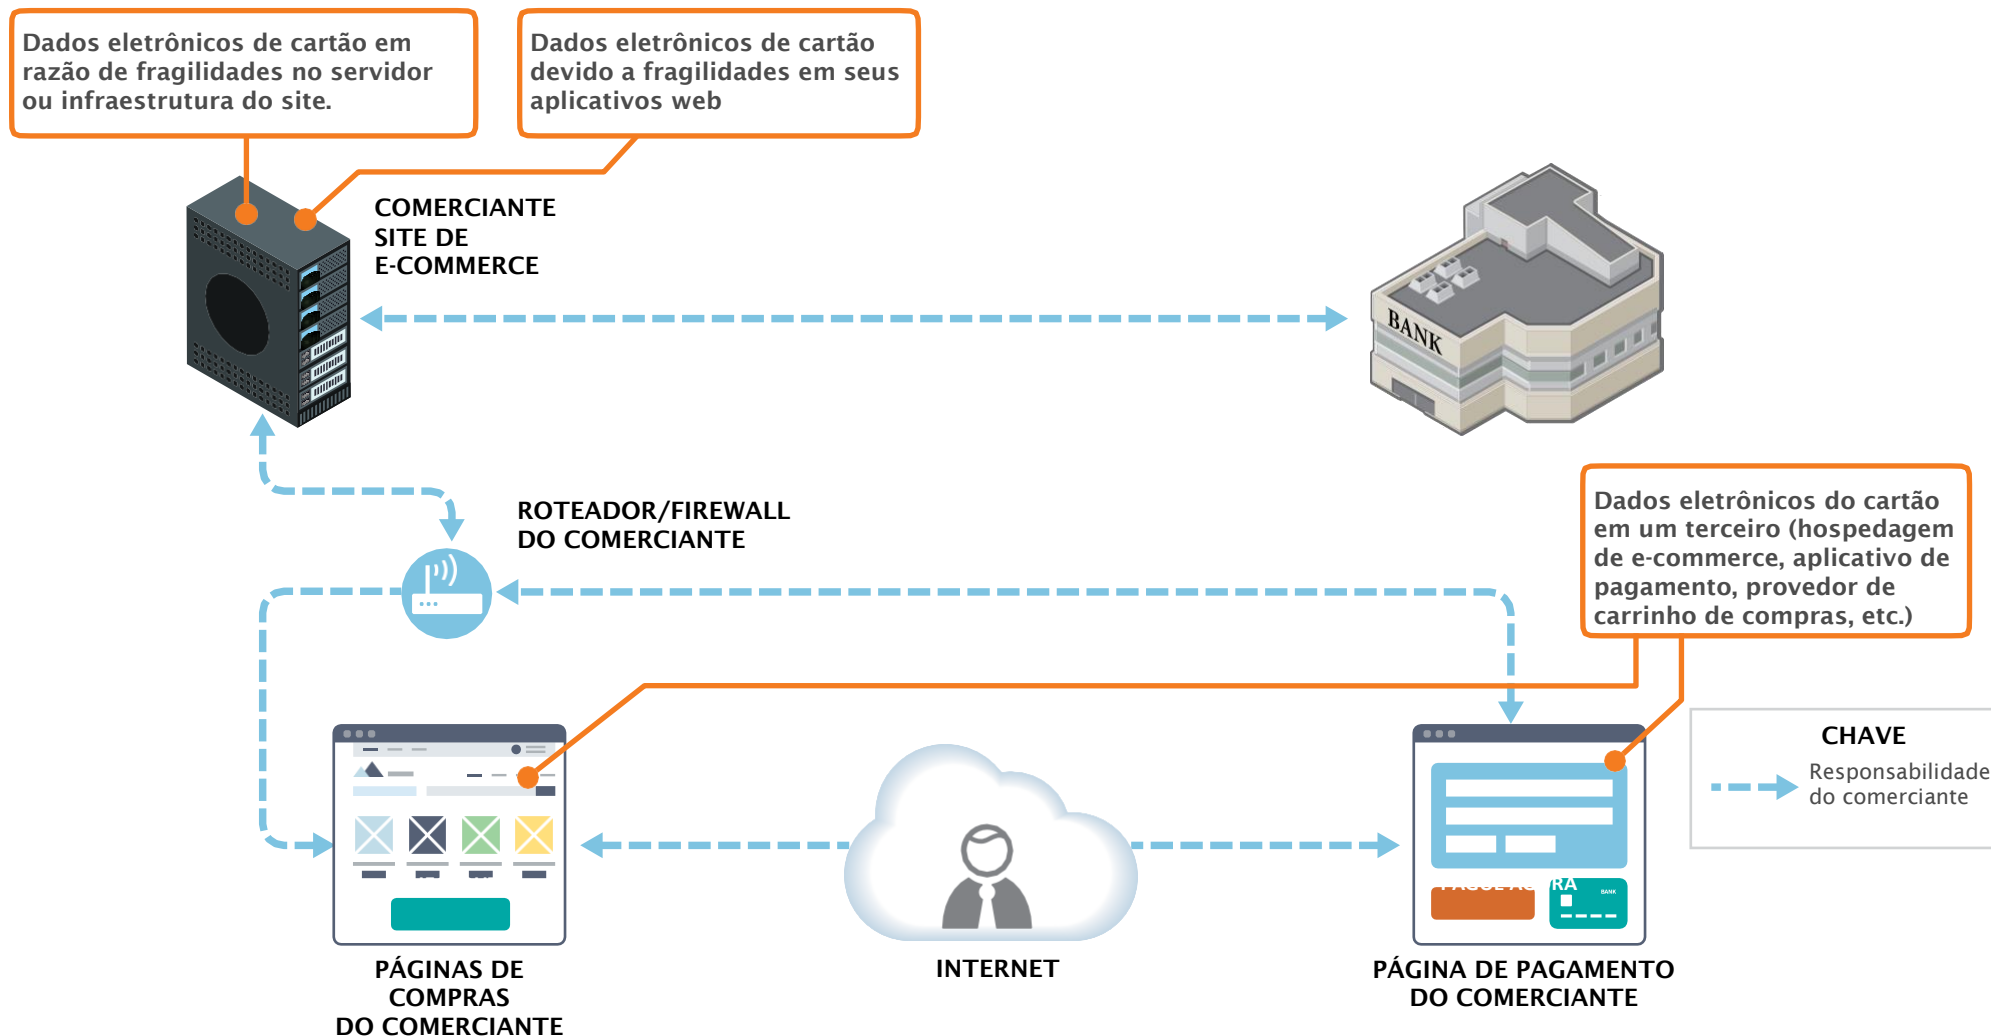 Dados eletrônicos de cartão em
razão de fragilidades no servidor
ou infraestrutura do site.
Dados eletrônicos de cartão
devido a fragilidades em seus
aplicativos web
COMERCIANTE
SITE DE
E-COMMERCE
BANK
ROTEADOR/FIREWALL
DO COMERCIANTE
Dados eletrônicos do cartão
em um terceiro (hospedagem
de e-commerce, aplicativo de
pagamento, provedor de
carrinho de compras, etc.)
CHAVE
Responsabilidade
do comerciante
PAGUE AGORA
BANK
PÁGINAS DE
COMPRAS
DO COMERCIANTE
INTERNET
PÁGINA DE PAGAMENTO
DO COMERCIANTE